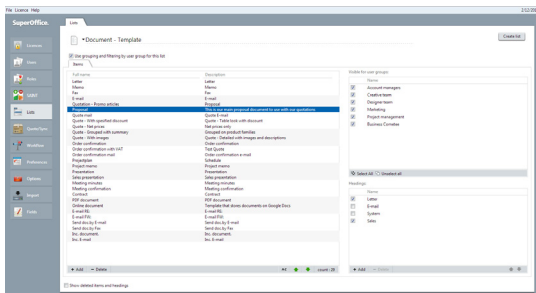 File Licence Help
SuperOffice.
Lists
*Document - Template
Create list
Use grouping and filtering by user group for this list
Items
Full name Description
Letter Letter
Memo Memo
Fax Fax
E-mail E-mail
Quotation - Promo articles Proposal
Proposal This is our main proposal document to use with our quotations
Quote mail Quote E-mail
Quote - With specified discount Quote - Table look with discount
Quote - Net prices Net prices only
Quote - Grouped with summary Grouped on product families
Quote - With images Quote - Detailed with images and descriptions
Order confirmation Order confirmation
Order confirmation with VAT Test Quote
Order confirmation mail Order confirmation e-mail
Projectplan Schedule
Project memo Project memo
Presentation Presentation
Sales presentation Sales presentation
Meeting minutes Meeting minutes
Meeting confirmation Meeting confirmation
Contract Contract
PDF document PDF document
Online document Template that stores documents on Google Docs
E-mail RE: E-mail RE:
E-mail FW: E-mail FW:
Send doc by E-mail Send doc by E-mail
Send doc by Fax Send doc by Fax
Inc. document Inc. document
Inc. E-mail Inc. E-mail
Add Delete count: 29
Show deleted items and headings
Visible for user groups:
Name
Account managers
Creative team
Designer team
Marketing
Project management
Business Comitee
Select All Unselect all
Headings:
Name
Letter
E-mail
System
Sales
Add Delete
Licenses
Users
Roles
Lists
Quote/Sync
Workflow
Preferences
Options
Import
Fields